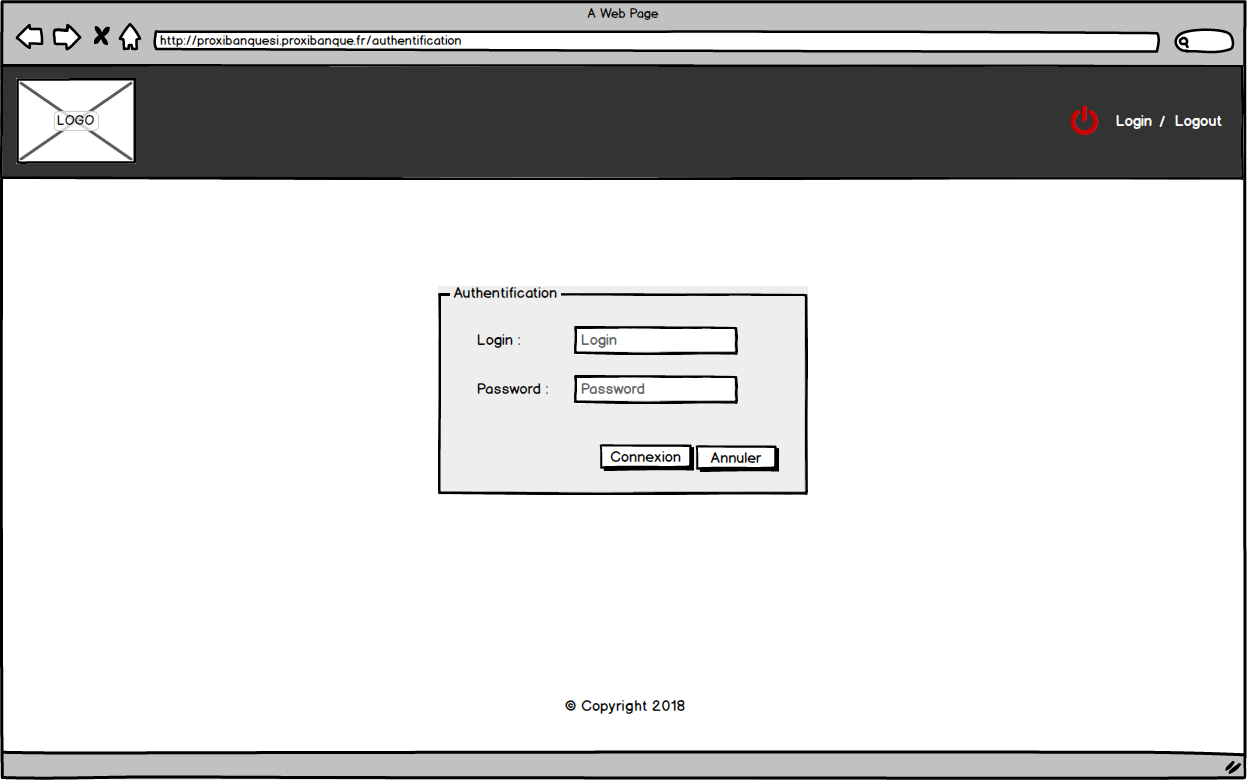 A Web Page
http://proxibanquesi.proxibanque.fr/authentification
LOGO
Login / Logout
Authentification
Login :
Login
Password :
Password
Connexion
Annuler
© Copyright 2018